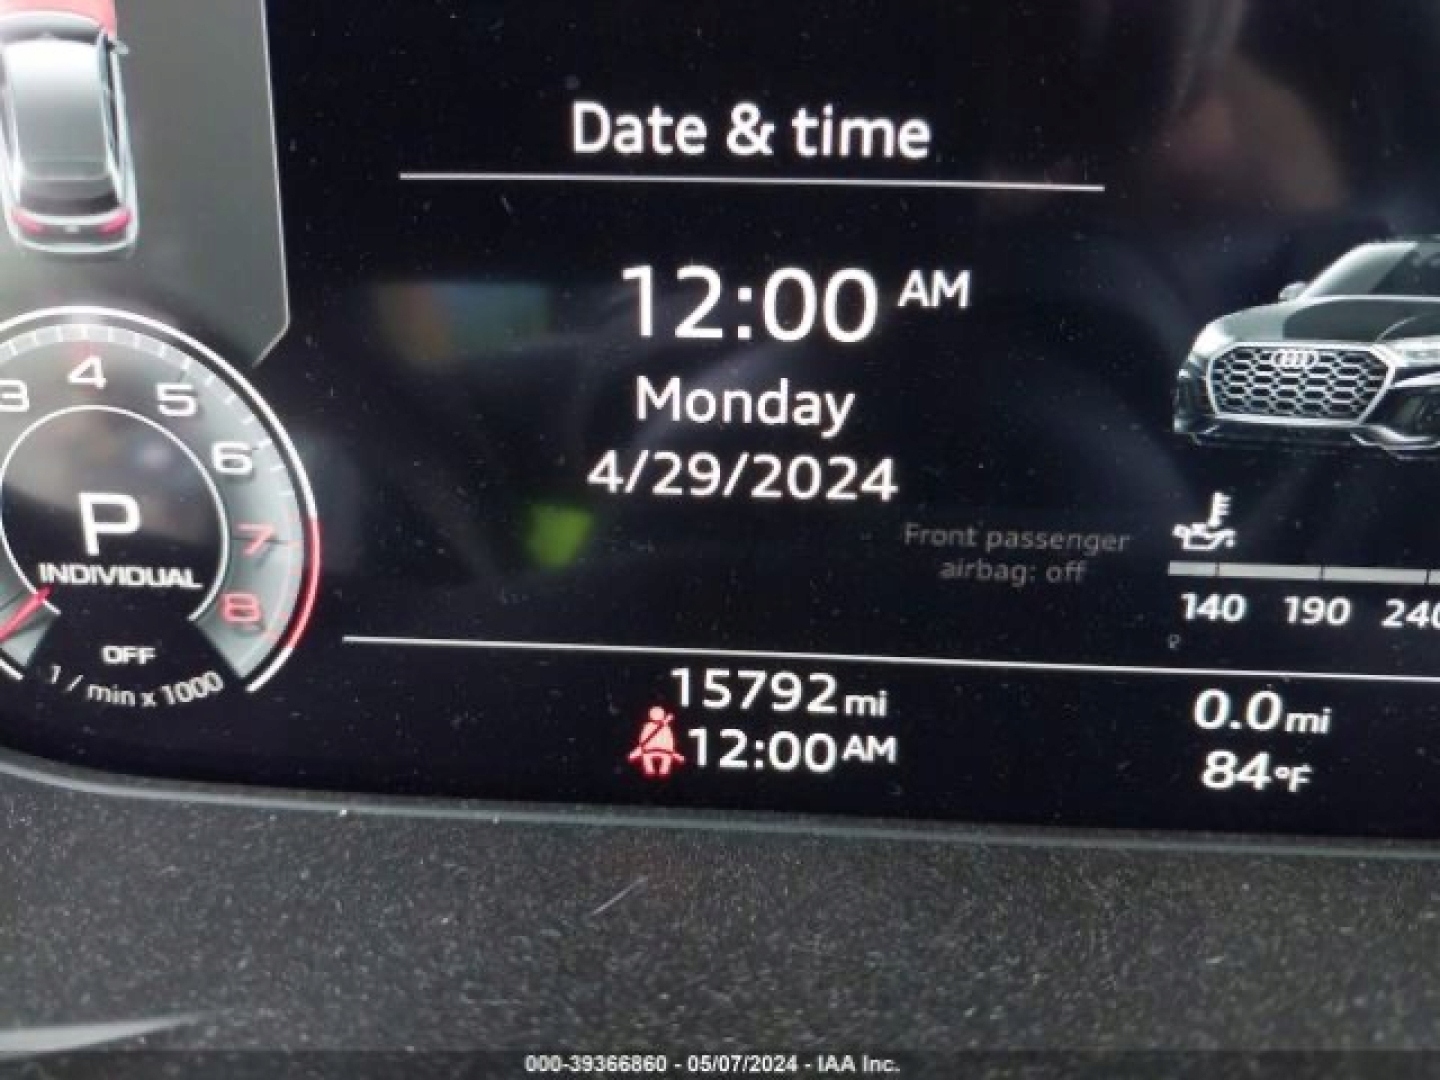 Date & time
12:00 AM
Monday
4/29/2024
Front passenger
airbag: off
3 4 5 6 7 8
P
INDIVIDUAL
OFF
1 / min x 1000
140 190 240
15792 mi
12:00 AM
0.0 mi
84°F
000-39366860 - 05/07/2024 - IAA Inc.